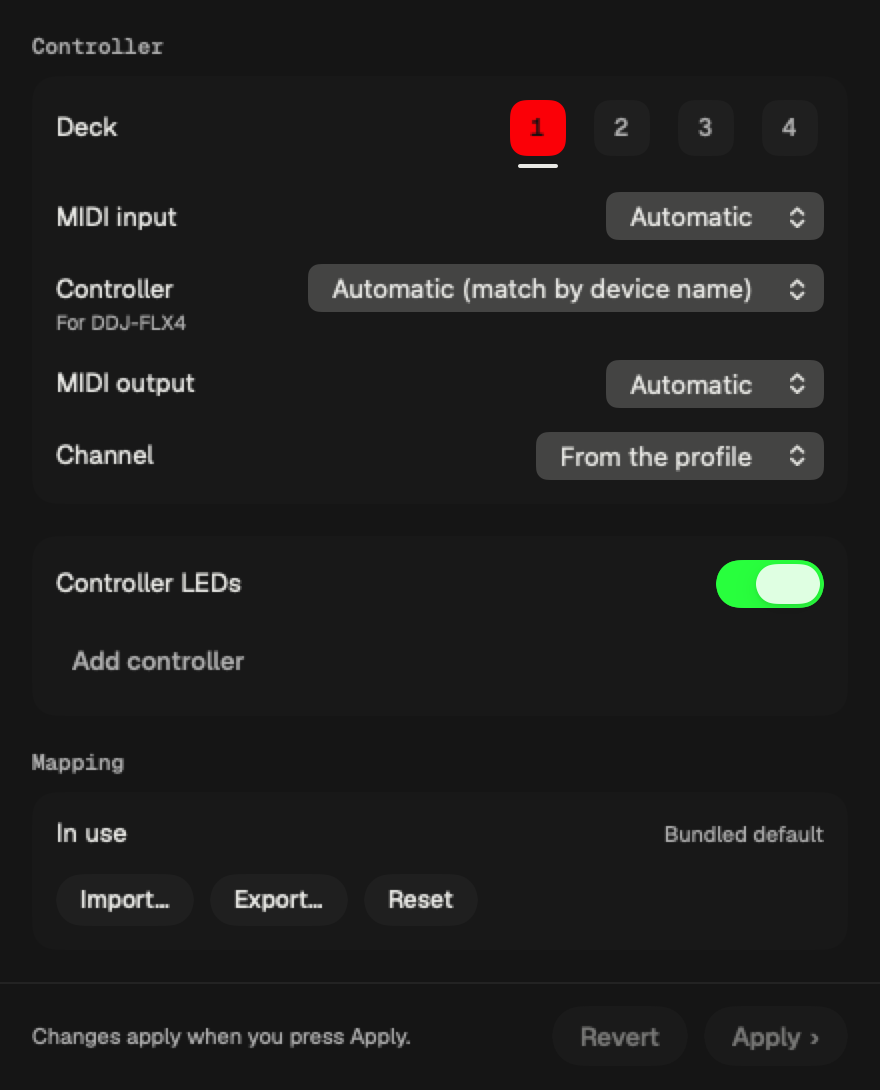 Controller
Deck 1 2 3 4
MIDI input Automatic
Controller Automatic (match by device name)
For DDJ-FLX4
MIDI output Automatic
Channel From the profile
Controller LEDs
Add controller
Mapping
In use Bundled default
Import... Export... Reset
Changes apply when you press Apply. Revert Apply ›